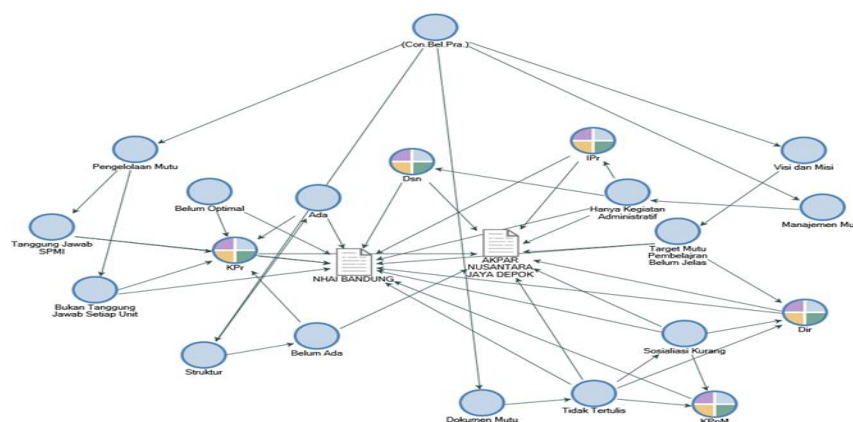 (Con.Bel.Pra.)
Pengelolaan Mutu
IPr
Visi dan Misi
Dsn
Belum Optimal
Ada
Hanya Kegiatan
Administratif
Manajemen Mu
Tanggung Jawab
SPMI
KPr
NHAI BANDUNG
AKPAR
NUSANTARA
JAYA DEPOK
Target Mutu
Pembelajran
Belum Jelas
Bukan Tanggung
Jawab Setiap Unit
Dir
Struktur
Belum Ada
Sosialiasi Kurang
Dokumen Mutu
Tidak Tertulis
KPpM